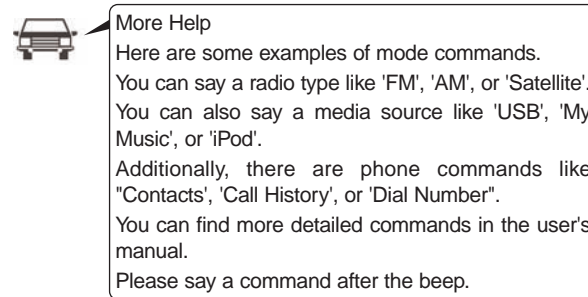 More Help
Here are some examples of mode commands.
You can say a radio type like 'FM', 'AM', or 'Satellite'.
You can also say a media source like 'USB', 'My
Music', or 'iPod'.
Additionally, there are phone commands like
"Contacts', 'Call History', or 'Dial Number".
You can find more detailed commands in the user's
manual.
Please say a command after the beep.